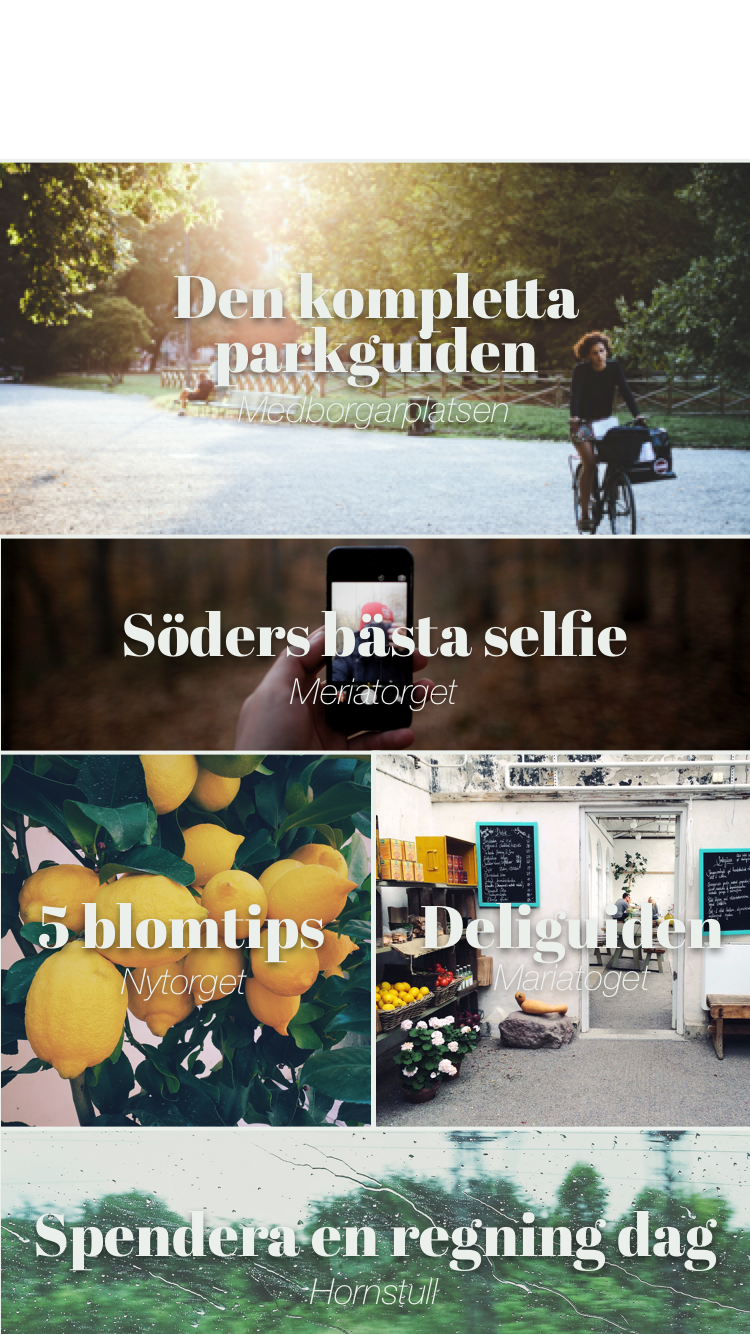 Den kompletta
parkguiden
Medborgarplatsen
Söders bästa selfie
Meriatorget
5 blomtips
Nytorget
Deliguiden
Mariatoget
Spendera en regning dag
Hornstull